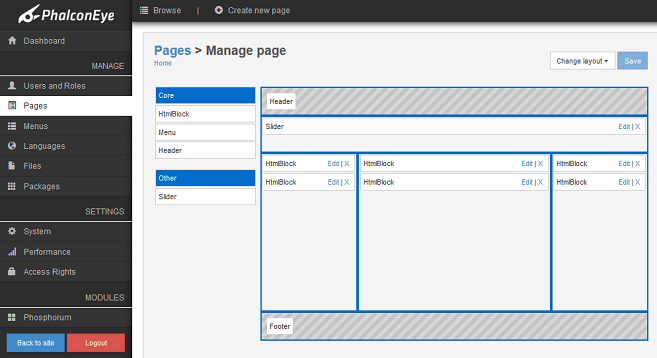 PhalconEye
Browse | Create new page
Dashboard
MANAGE
Users and Roles
Pages
Menus
Languages
Files
Packages
SETTINGS
System
Performance
Access Rights
MODULES
Phosphorum
Back to site Logout
Pages > Manage page
Home
Change layout Save
Core
HtmlBlock
Menu
Header
Other
Slider
Header
Slider Edit | X
HtmlBlock Edit | X HtmlBlock Edit | X HtmlBlock Edit | X
HtmlBlock Edit | X HtmlBlock Edit | X HtmlBlock Edit | X
Footer